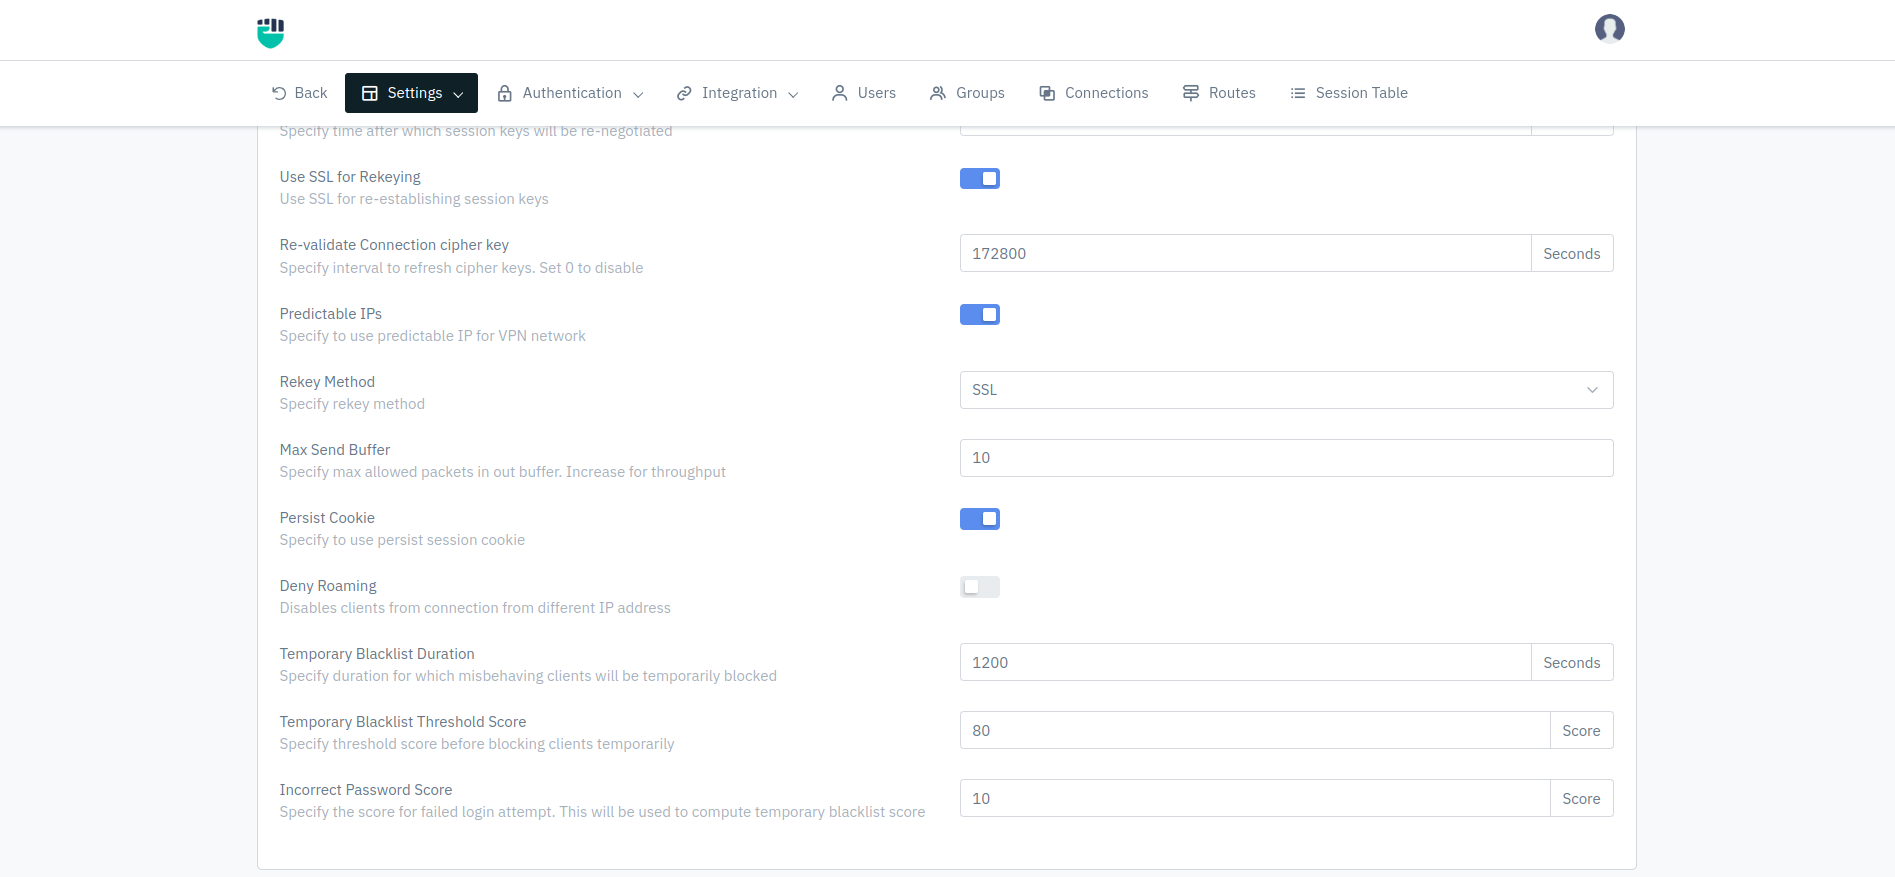 Back
Settings
Authentication
Integration
Users
Groups
Connections
Routes
Session Table
Specify time after which session keys will be re-negotiated
Use SSL for Rekeying
Use SSL for re-establishing session keys
Re-validate Connection cipher key
Specify interval to refresh cipher keys. Set 0 to disable
172800
Seconds
Predictable IPs
Specify to use predictable IP for VPN network
Rekey Method
Specify rekey method
SSL
Max Send Buffer
Specify max allowed packets in out buffer. Increase for throughput
10
Persist Cookie
Specify to use persist session cookie
Deny Roaming
Disables clients from connection from different IP address
Temporary Blacklist Duration
Specify duration for which misbehaving clients will be temporarily blocked
1200
Seconds
Temporary Blacklist Threshold Score
Specify threshold score before blocking clients temporarily
80
Score
Incorrect Password Score
Specify the score for failed login attempt. This will be used to compute temporary blacklist score
10
Score